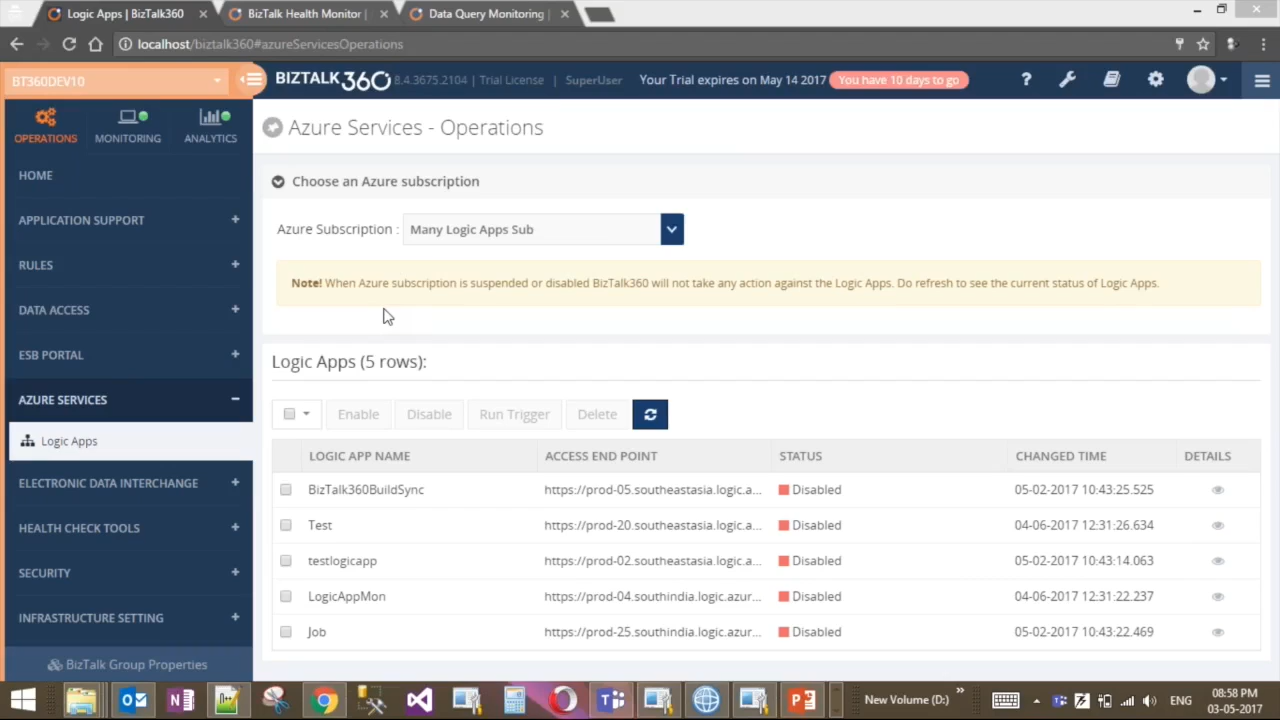 Logic Apps | BizTalk360
BizTalk Health Monitor |
Data Query Monitoring |
localhost/biztalk360#azureServicesOperations
BT360DEV10
BIZTALK360 8.4.3675.2104 | Trial License | SuperUser Your Trial expires on May 14 2017 You have 10 days to go
OPERATIONS MONITORING ANALYTICS
Azure Services - Operations
HOME
Choose an Azure subscription
APPLICATION SUPPORT
Azure Subscription : Many Logic Apps Sub
RULES
Note! When Azure subscription is suspended or disabled BizTalk360 will not take any action against the Logic Apps. Do refresh to see the current status of Logic Apps.
DATA ACCESS
ESB PORTAL
Logic Apps (5 rows):
AZURE SERVICES
Enable Disable Run Trigger Delete
Logic Apps
LOGIC APP NAME ACCESS END POINT STATUS CHANGED TIME DETAILS
ELECTRONIC DATA INTERCHANGE
BizTalk360BuildSync https://prod-05.southeastasia.logic.a... Disabled 05-02-2017 10:43:25.525
HEALTH CHECK TOOLS
Test https://prod-20.southeastasia.logic.a... Disabled 04-06-2017 12:31:26.634
testlogicapp https://prod-02.southeastasia.logic.a... Disabled 05-02-2017 10:43:14.063
SECURITY
LogicAppMon https://prod-04.southindia.logic.azur... Disabled 04-06-2017 12:31:22.237
INFRASTRUCTURE SETTING
Job https://prod-25.southindia.logic.azur... Disabled 05-02-2017 10:43:22.469
BizTalk Group Properties
New Volume (D:) ENG 08:58 PM
03-05-2017